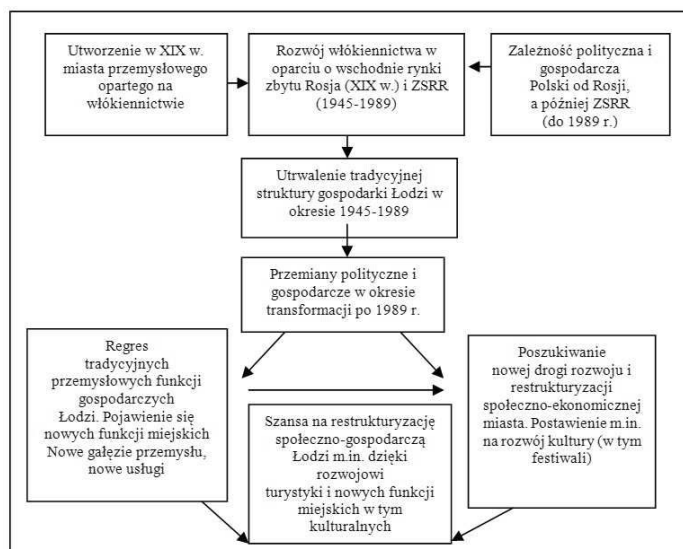 Utworzenie w XIX w.
miasta przemysłowego
opartego na
włókiennictwie
Rozwój włókiennictwa w
oparciu o wschodnie rynki
zbytu Rosja (XIX w.) i ZSRR
(1945-1989)
Zależność polityczna i
gospodarcza
Polski od Rosji,
a później ZSRR
(do 1989 r.)
Utrwalenie tradycyjnej
struktury gospodarki Łodzi w
okresie 1945-1989
Przemiany polityczne i
gospodarcze w okresie
transformacji po 1989 r.
Regres
tradycyjnych
przemysłowych funkcji
gospodarczych
Łodzi. Pojawienie się
nowych funkcji miejskich
Nowe gałęzie przemysłu,
nowe usługi
Szansa na restrukturyzację
społeczno-gospodarczą
Łodzi m.in. dzięki
rozwojowi
turystyki i nowych funkcji
miejskich w tym
kulturalnych
Poszukiwanie
nowej drogi rozwoju i
restrukturyzacji
społeczno-ekonomicznej
miasta. Postawienie m.in.
na rozwój kultury (w tym
festiwali)